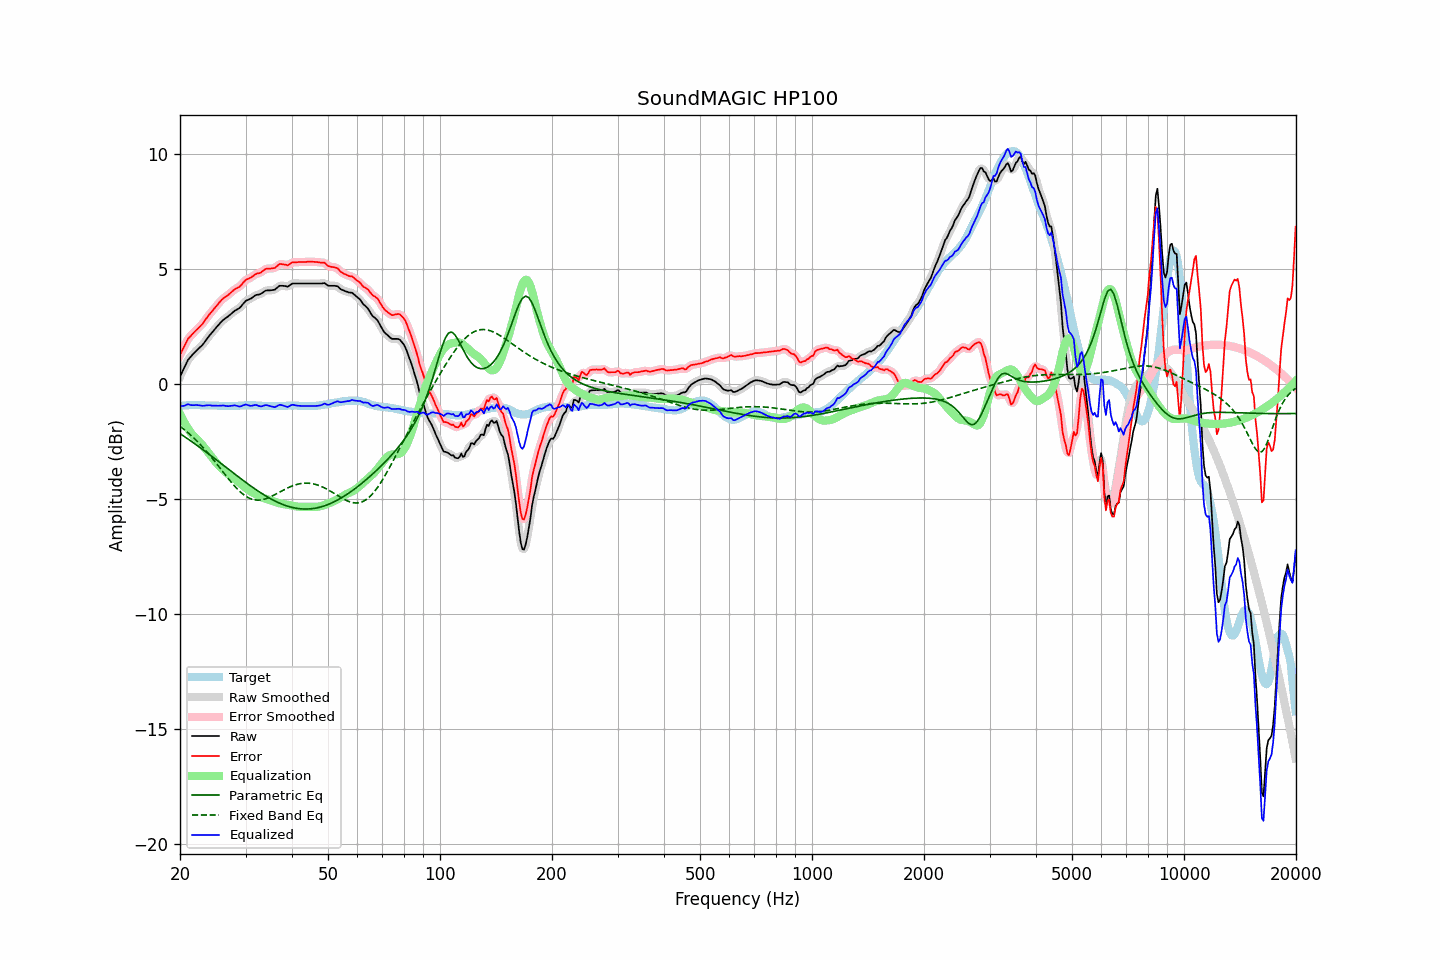 SoundMAGIC HP100
Amplitude (dBr)
10
5
0
−5
−10
−15
−20
Target
Raw Smoothed
Error Smoothed
Raw
Error
Equalization
Parametric Eq
Fixed Band Eq
Equalized
20 50 100 200 500 1000 2000 5000 10000 20000
Frequency (Hz)